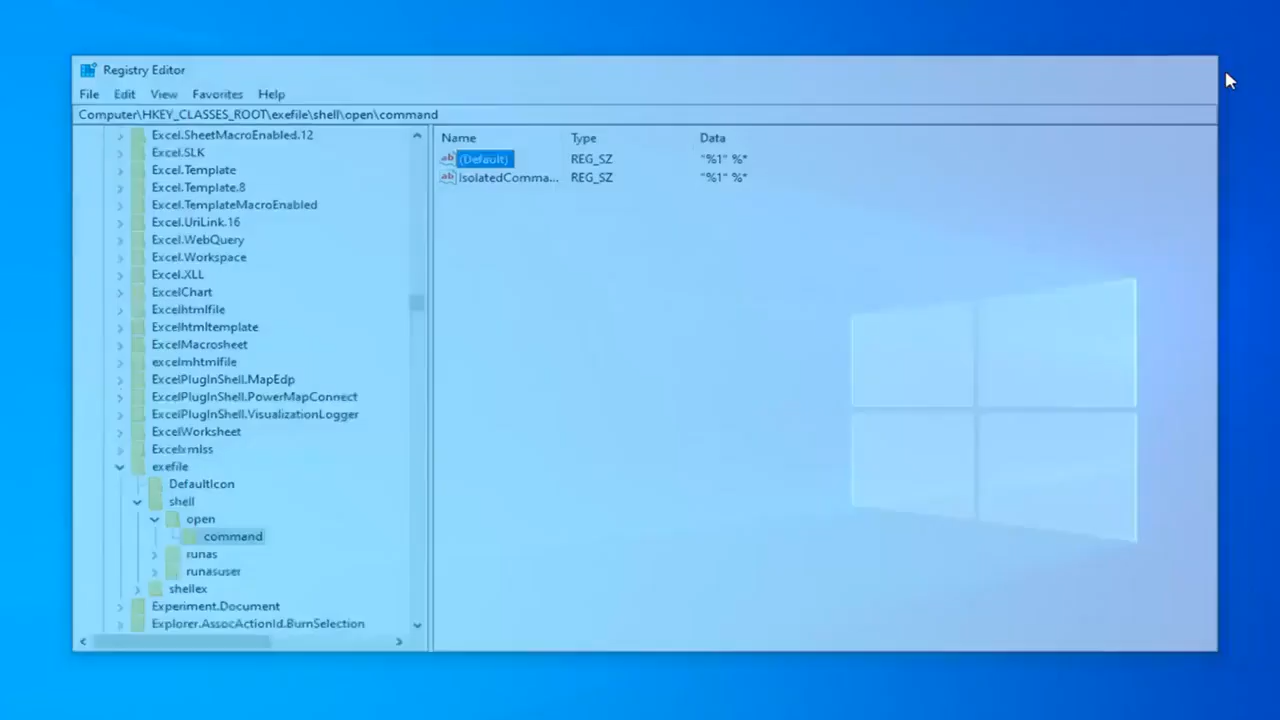 Registry Editor
File Edit View Favorites Help
Computer\HKEY_CLASSES_ROOT\exefile\shell\open\command
Excel.SheetMacroEnabled.12
Excel.SLK
Excel.Template
Excel.Template.8
Excel.TemplateMacroEnabled
Excel.UriLink.16
Excel.WebQuery
Excel.Workspace
Excel.XLL
ExcelChart
Excelhtmlfile
Excelhtmltemplate
ExcelMacrosheet
excelmhtmlfile
ExcelPlugInShell.MapEdp
ExcelPlugInShell.PowerMapConnect
ExcelPlugInShell.VisualizationLogger
ExcelWorksheet
Excelxmlss
exefile
DefaultIcon
shell
open
command
runas
runasuser
shellex
Experiment.Document
Explorer.AssocActionId.BurnSelection
Name Type Data
(Default) REG_SZ "%1" %*
IsolatedComma... REG_SZ "%1" %*